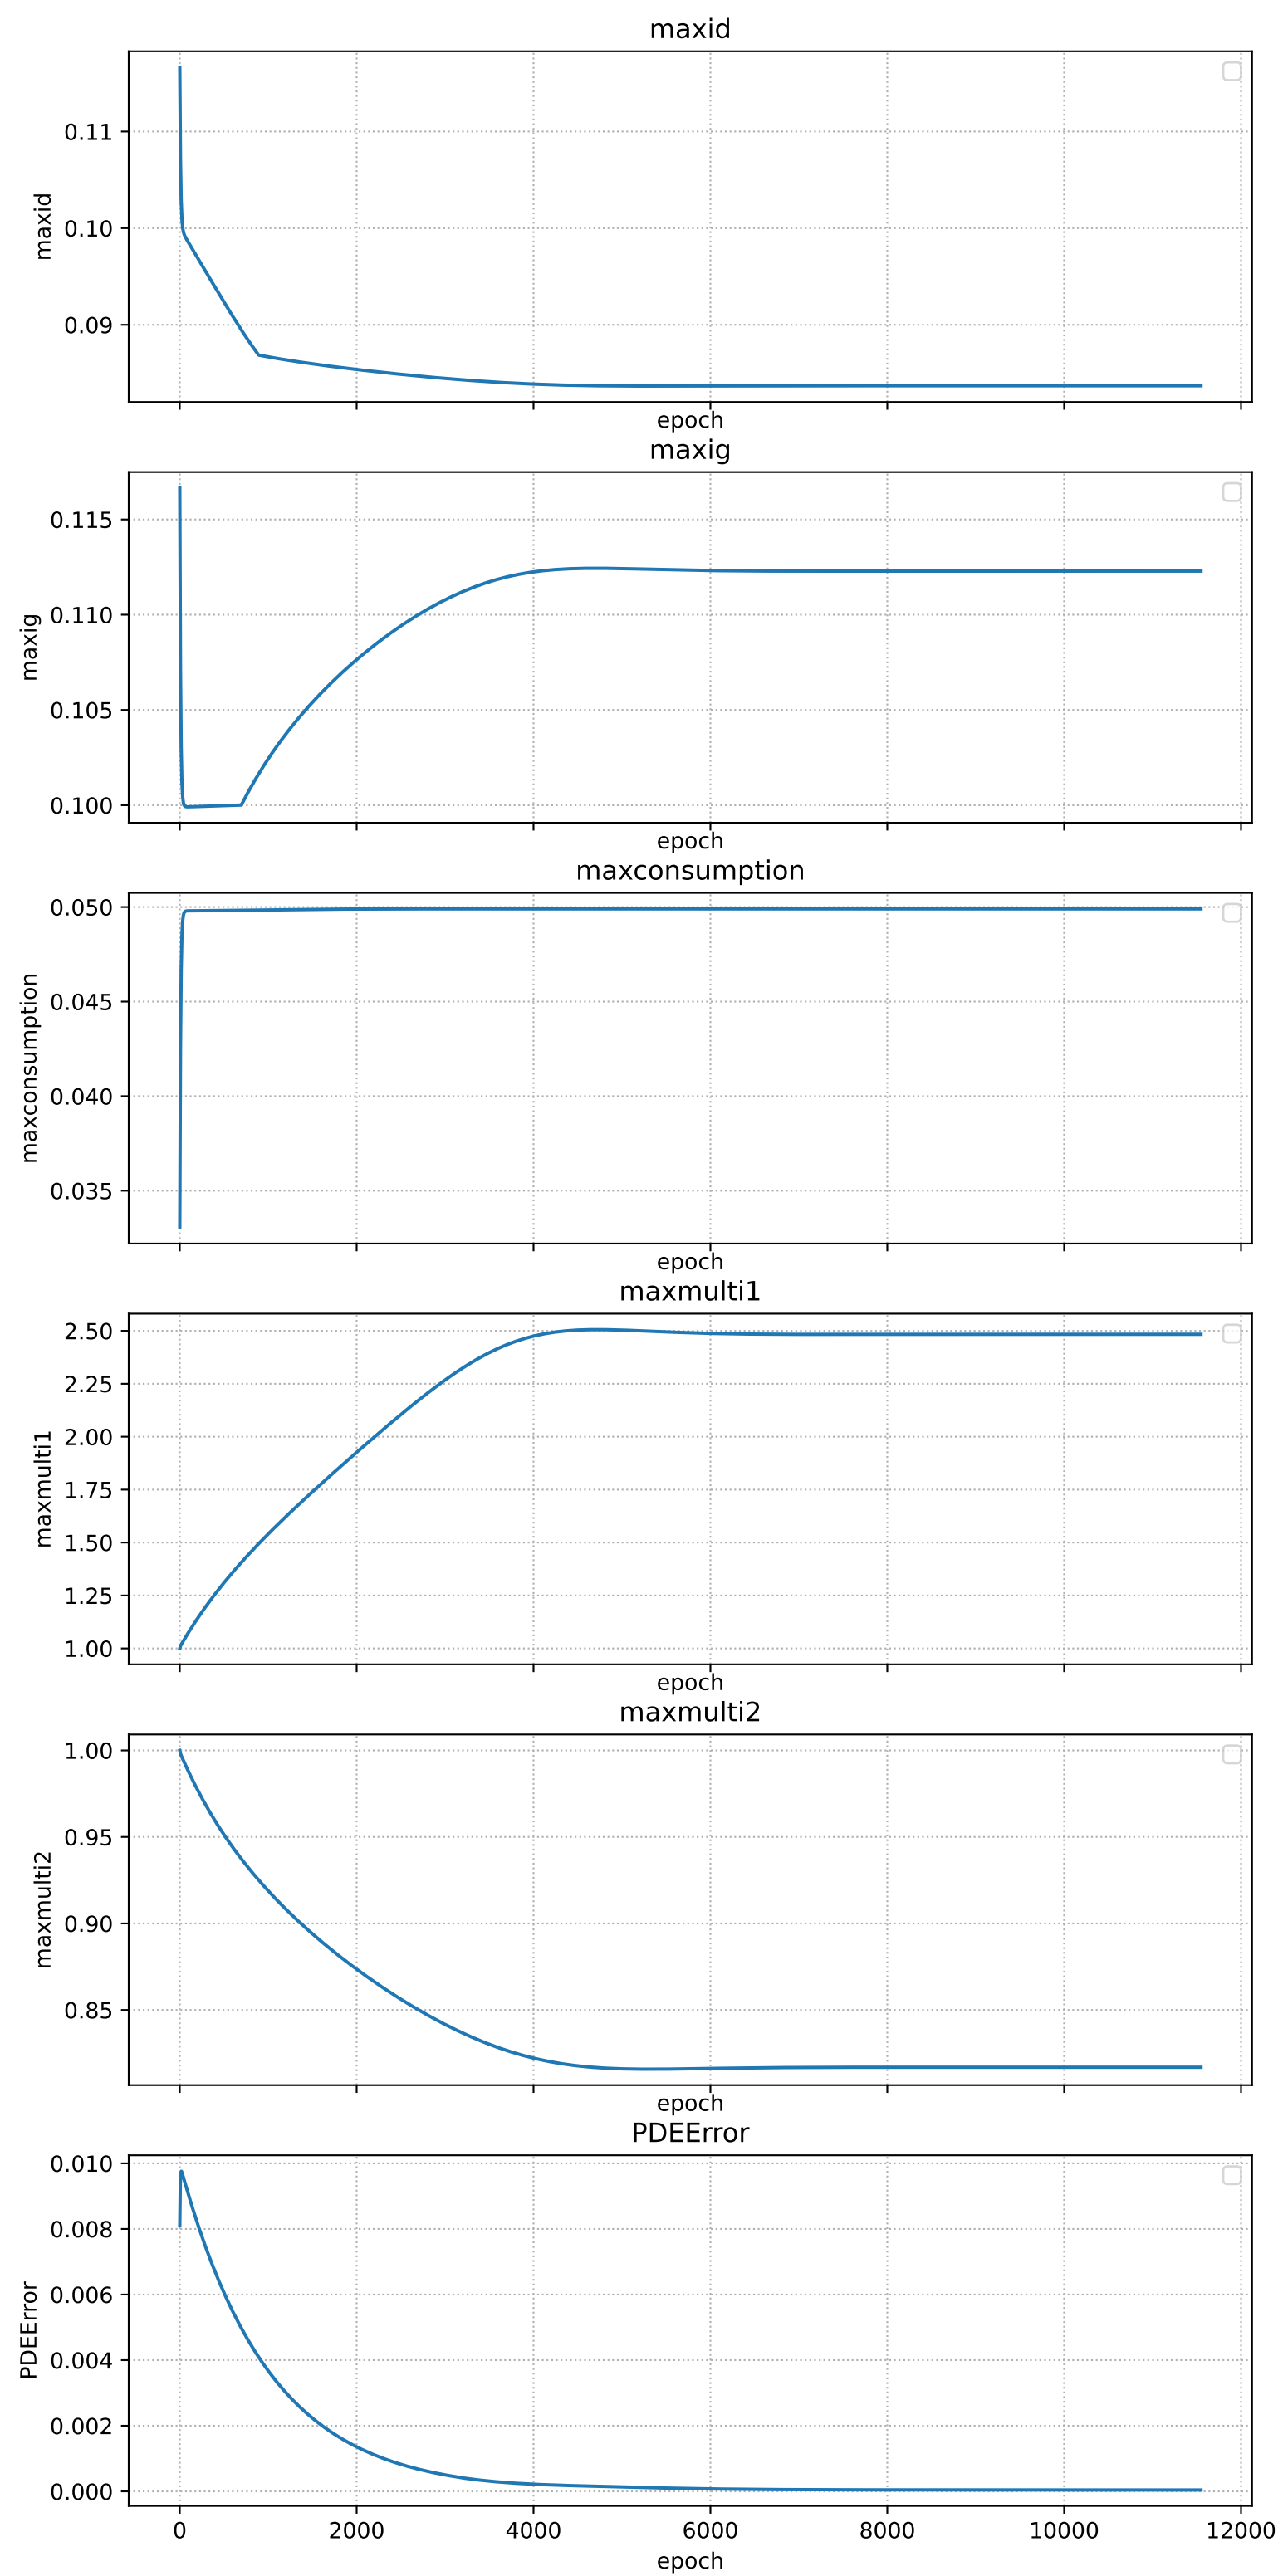 maxid
0.11
0.10
0.09
maxid
epoch
maxig
0.115
0.110
0.105
0.100
maxig
epoch
maxconsumption
0.050
0.045
0.040
0.035
maxconsumption
epoch
maxmulti1
2.50
2.25
2.00
1.75
1.50
1.25
1.00
maxmulti1
epoch
maxmulti2
1.00
0.95
0.90
0.85
maxmulti2
epoch
PDEError
0.010
0.008
0.006
0.004
0.002
0.000
PDEError
0 2000 4000 6000 8000 10000 12000
epoch